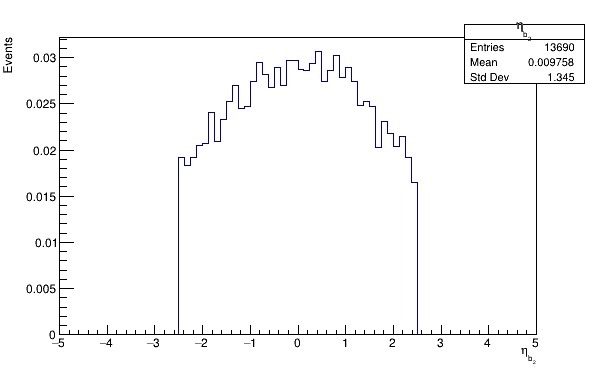 η_b₂
Entries 13690
Mean 0.009758
Std Dev 1.345
Events
0.03
0.025
0.02
0.015
0.01
0.005
0
−5 −4 −3 −2 −1 0 1 2 3 4 5
η_b₂